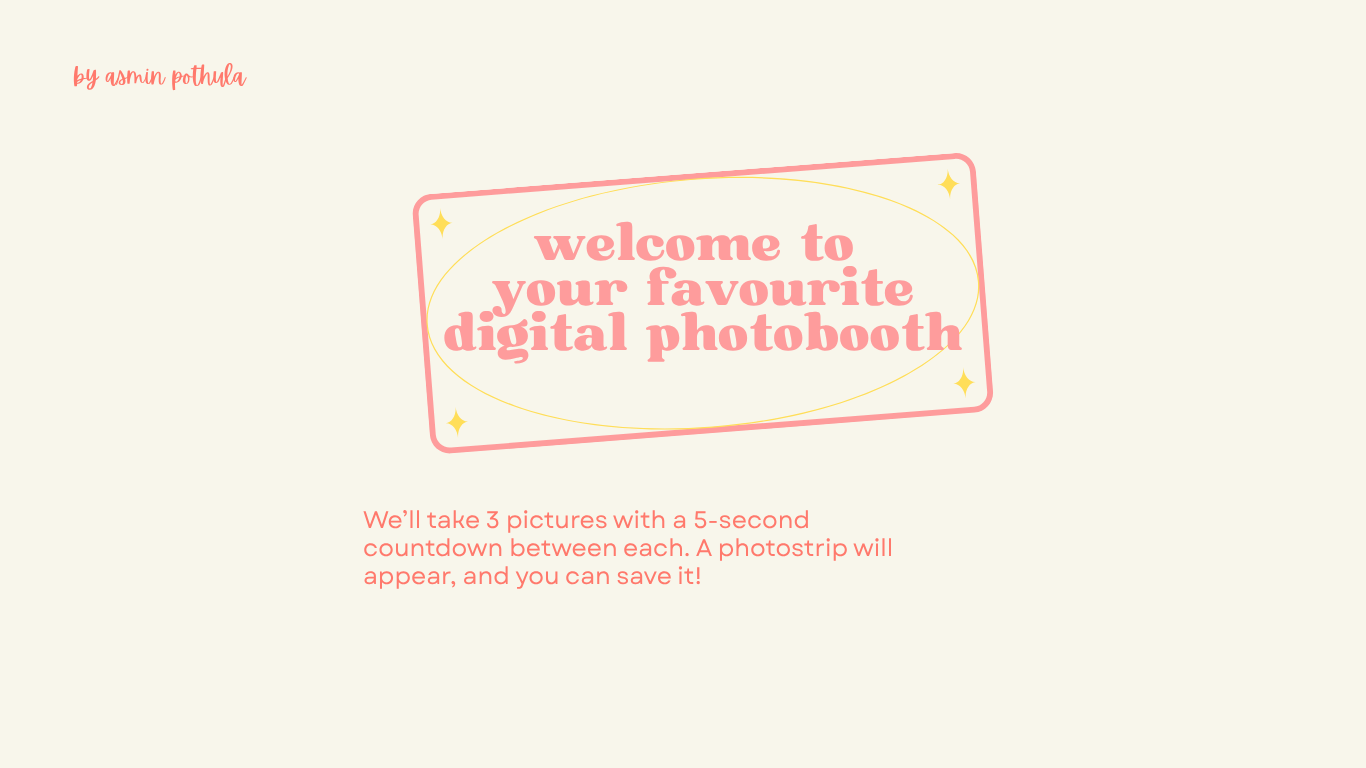 by asmin pothula
welcome to
your favourite
digital photobooth
We’ll take 3 pictures with a 5-second
countdown between each. A photostrip will
appear, and you can save it!